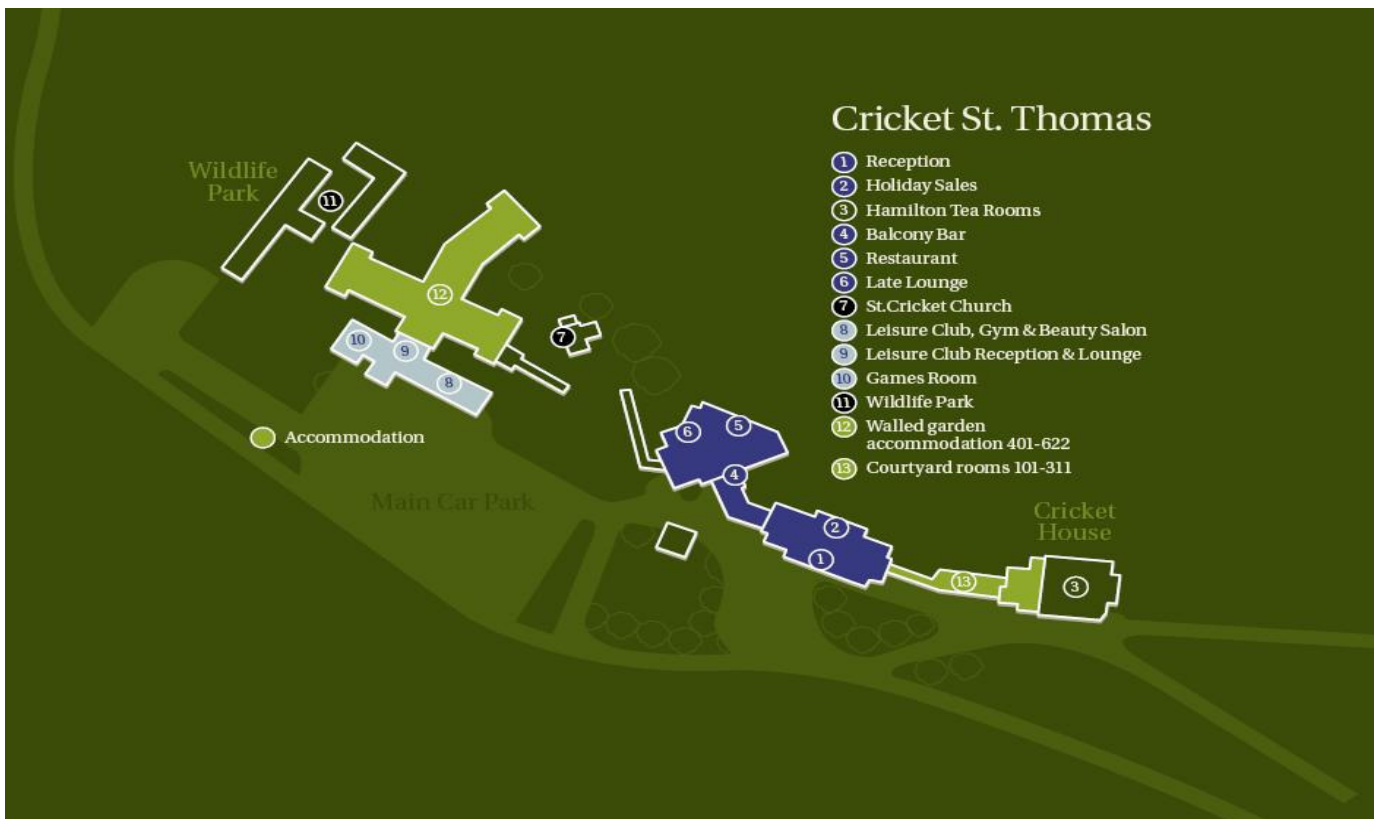 Cricket St. Thomas
1 Reception
2 Holiday Sales
3 Hamilton Tea Rooms
4 Balcony Bar
5 Restaurant
6 Late Lounge
7 St.Cricket Church
8 Leisure Club, Gym & Beauty Salon
9 Leisure Club Reception & Lounge
10 Games Room
11 Wildlife Park
12 Walled garden
accommodation 401-622
13 Courtyard rooms 101-311
Wildlife
Park
11
12
10
9
8
7
Accommodation
Main Car Park
6
5
4
2
1
13
3
Cricket
House